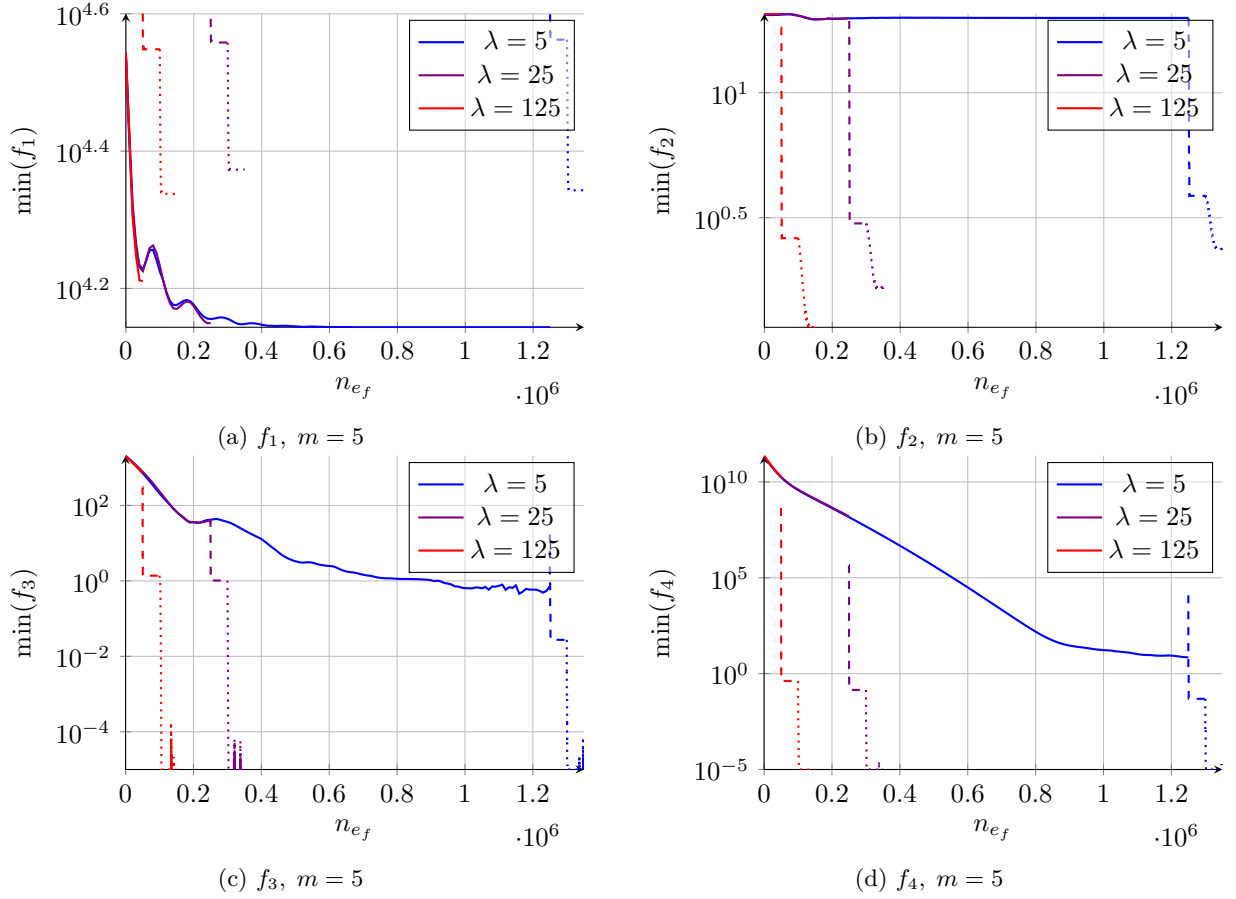 10^4.6
10^4.4
10^4.2
min(f_1)
λ = 5
λ = 25
λ = 125
0 0.2 0.4 0.6 0.8 1 1.2
n_{e_f}
·10^6
(a) f_1, m = 5
10^1
10^0.5
min(f_2)
λ = 5
λ = 25
λ = 125
0 0.2 0.4 0.6 0.8 1 1.2
n_{e_f}
·10^6
(b) f_2, m = 5
10^2
10^0
10^−2
10^−4
min(f_3)
λ = 5
λ = 25
λ = 125
0 0.2 0.4 0.6 0.8 1 1.2
n_{e_f}
·10^6
(c) f_3, m = 5
10^10
10^5
10^0
10^−5
min(f_4)
λ = 5
λ = 25
λ = 125
0 0.2 0.4 0.6 0.8 1 1.2
n_{e_f}
·10^6
(d) f_4, m = 5